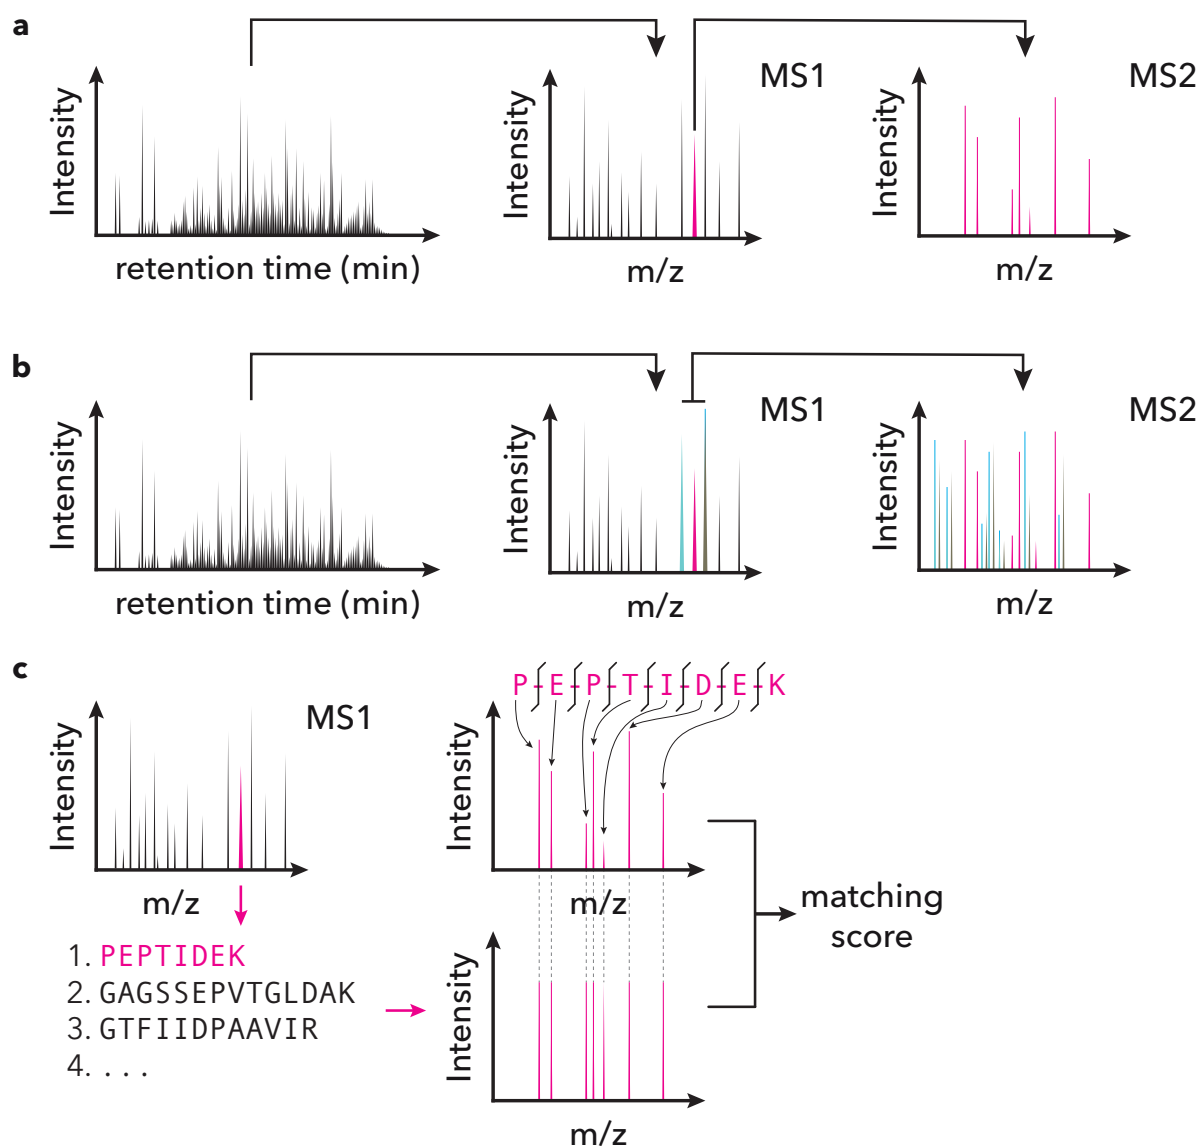 a
Intensity
retention time (min)
MS1
Intensity
m/z
MS2
Intensity
m/z
b
Intensity
retention time (min)
MS1
Intensity
m/z
MS2
Intensity
m/z
c
MS1
Intensity
m/z
P-E-P-T-I-D-E-K
Intensity
m/z
1. PEPTIDEK
2. GAGSSEPVTGLDAK
3. GTFIIDPAAVIR
4. ....
Intensity
m/z
matching
score